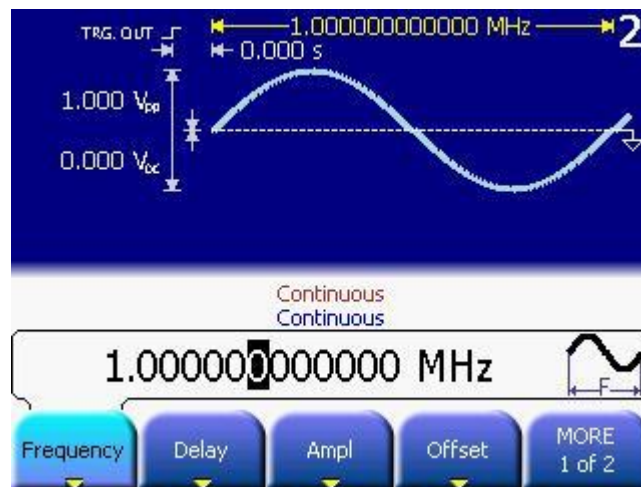 TRG. OUT
1.000000000000 MHz
2
0.000 s
1.000 Vpp
0.000 VDC
Continuous
Continuous
1.000000000000 MHz
F
Frequency
Delay
Ampl
Offset
MORE
1 of 2